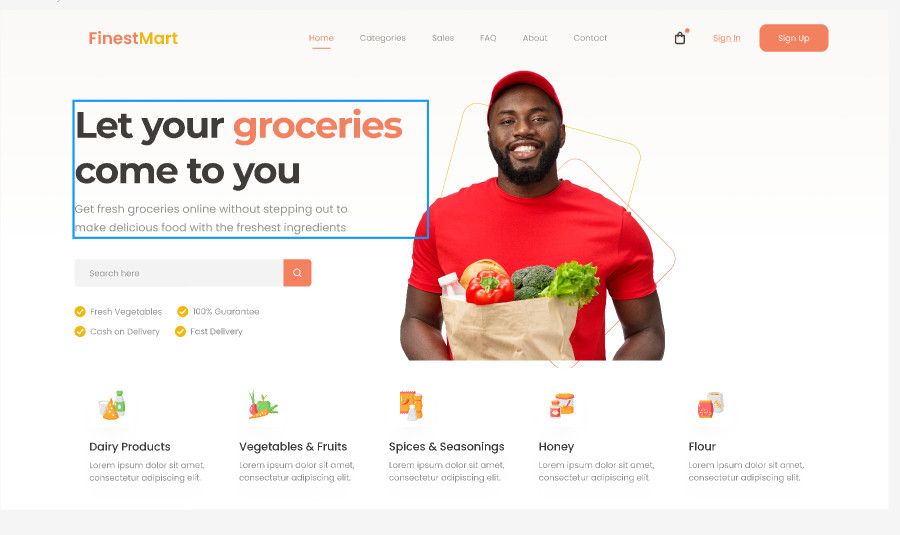 FinestMart
Home Categories Sales FAQ About Contact Sign In Sign Up
Let your groceries
come to you
Get fresh groceries online without stepping out to
make delicious food with the freshest ingredients
Search here
Fresh Vegetables 100% Guarantee
Cash on Delivery Fast Delivery
Dairy Products
Lorem ipsum dolor sit amet,
consectetur adipiscing elit.
Vegetables & Fruits
Lorem ipsum dolor sit amet,
consectetur adipiscing elit.
Spices & Seasonings
Lorem ipsum dolor sit amet,
consectetur adipiscing elit.
Honey
Lorem ipsum dolor sit amet,
consectetur adipiscing elit.
Flour
Lorem ipsum dolor sit amet,
consectetur adipiscing elit.